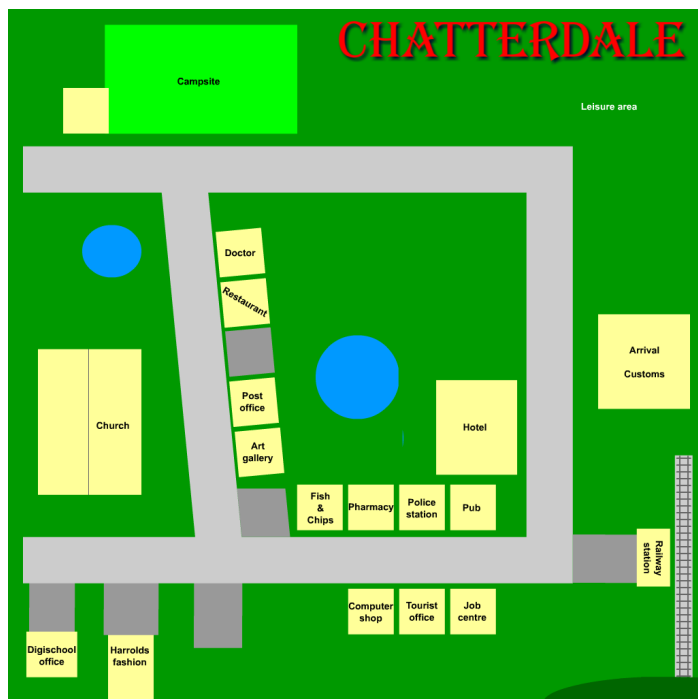 CHATTERDALE
Campsite
Leisure area
Doctor
Restaurant
Arrival
Customs
Post
office
Church
Hotel
Art
gallery
Fish
&
Chips
Pharmacy
Police
station
Pub
Railway
station
Computer
shop
Tourist
office
Job
centre
Digischool
office
Harrolds
fashion